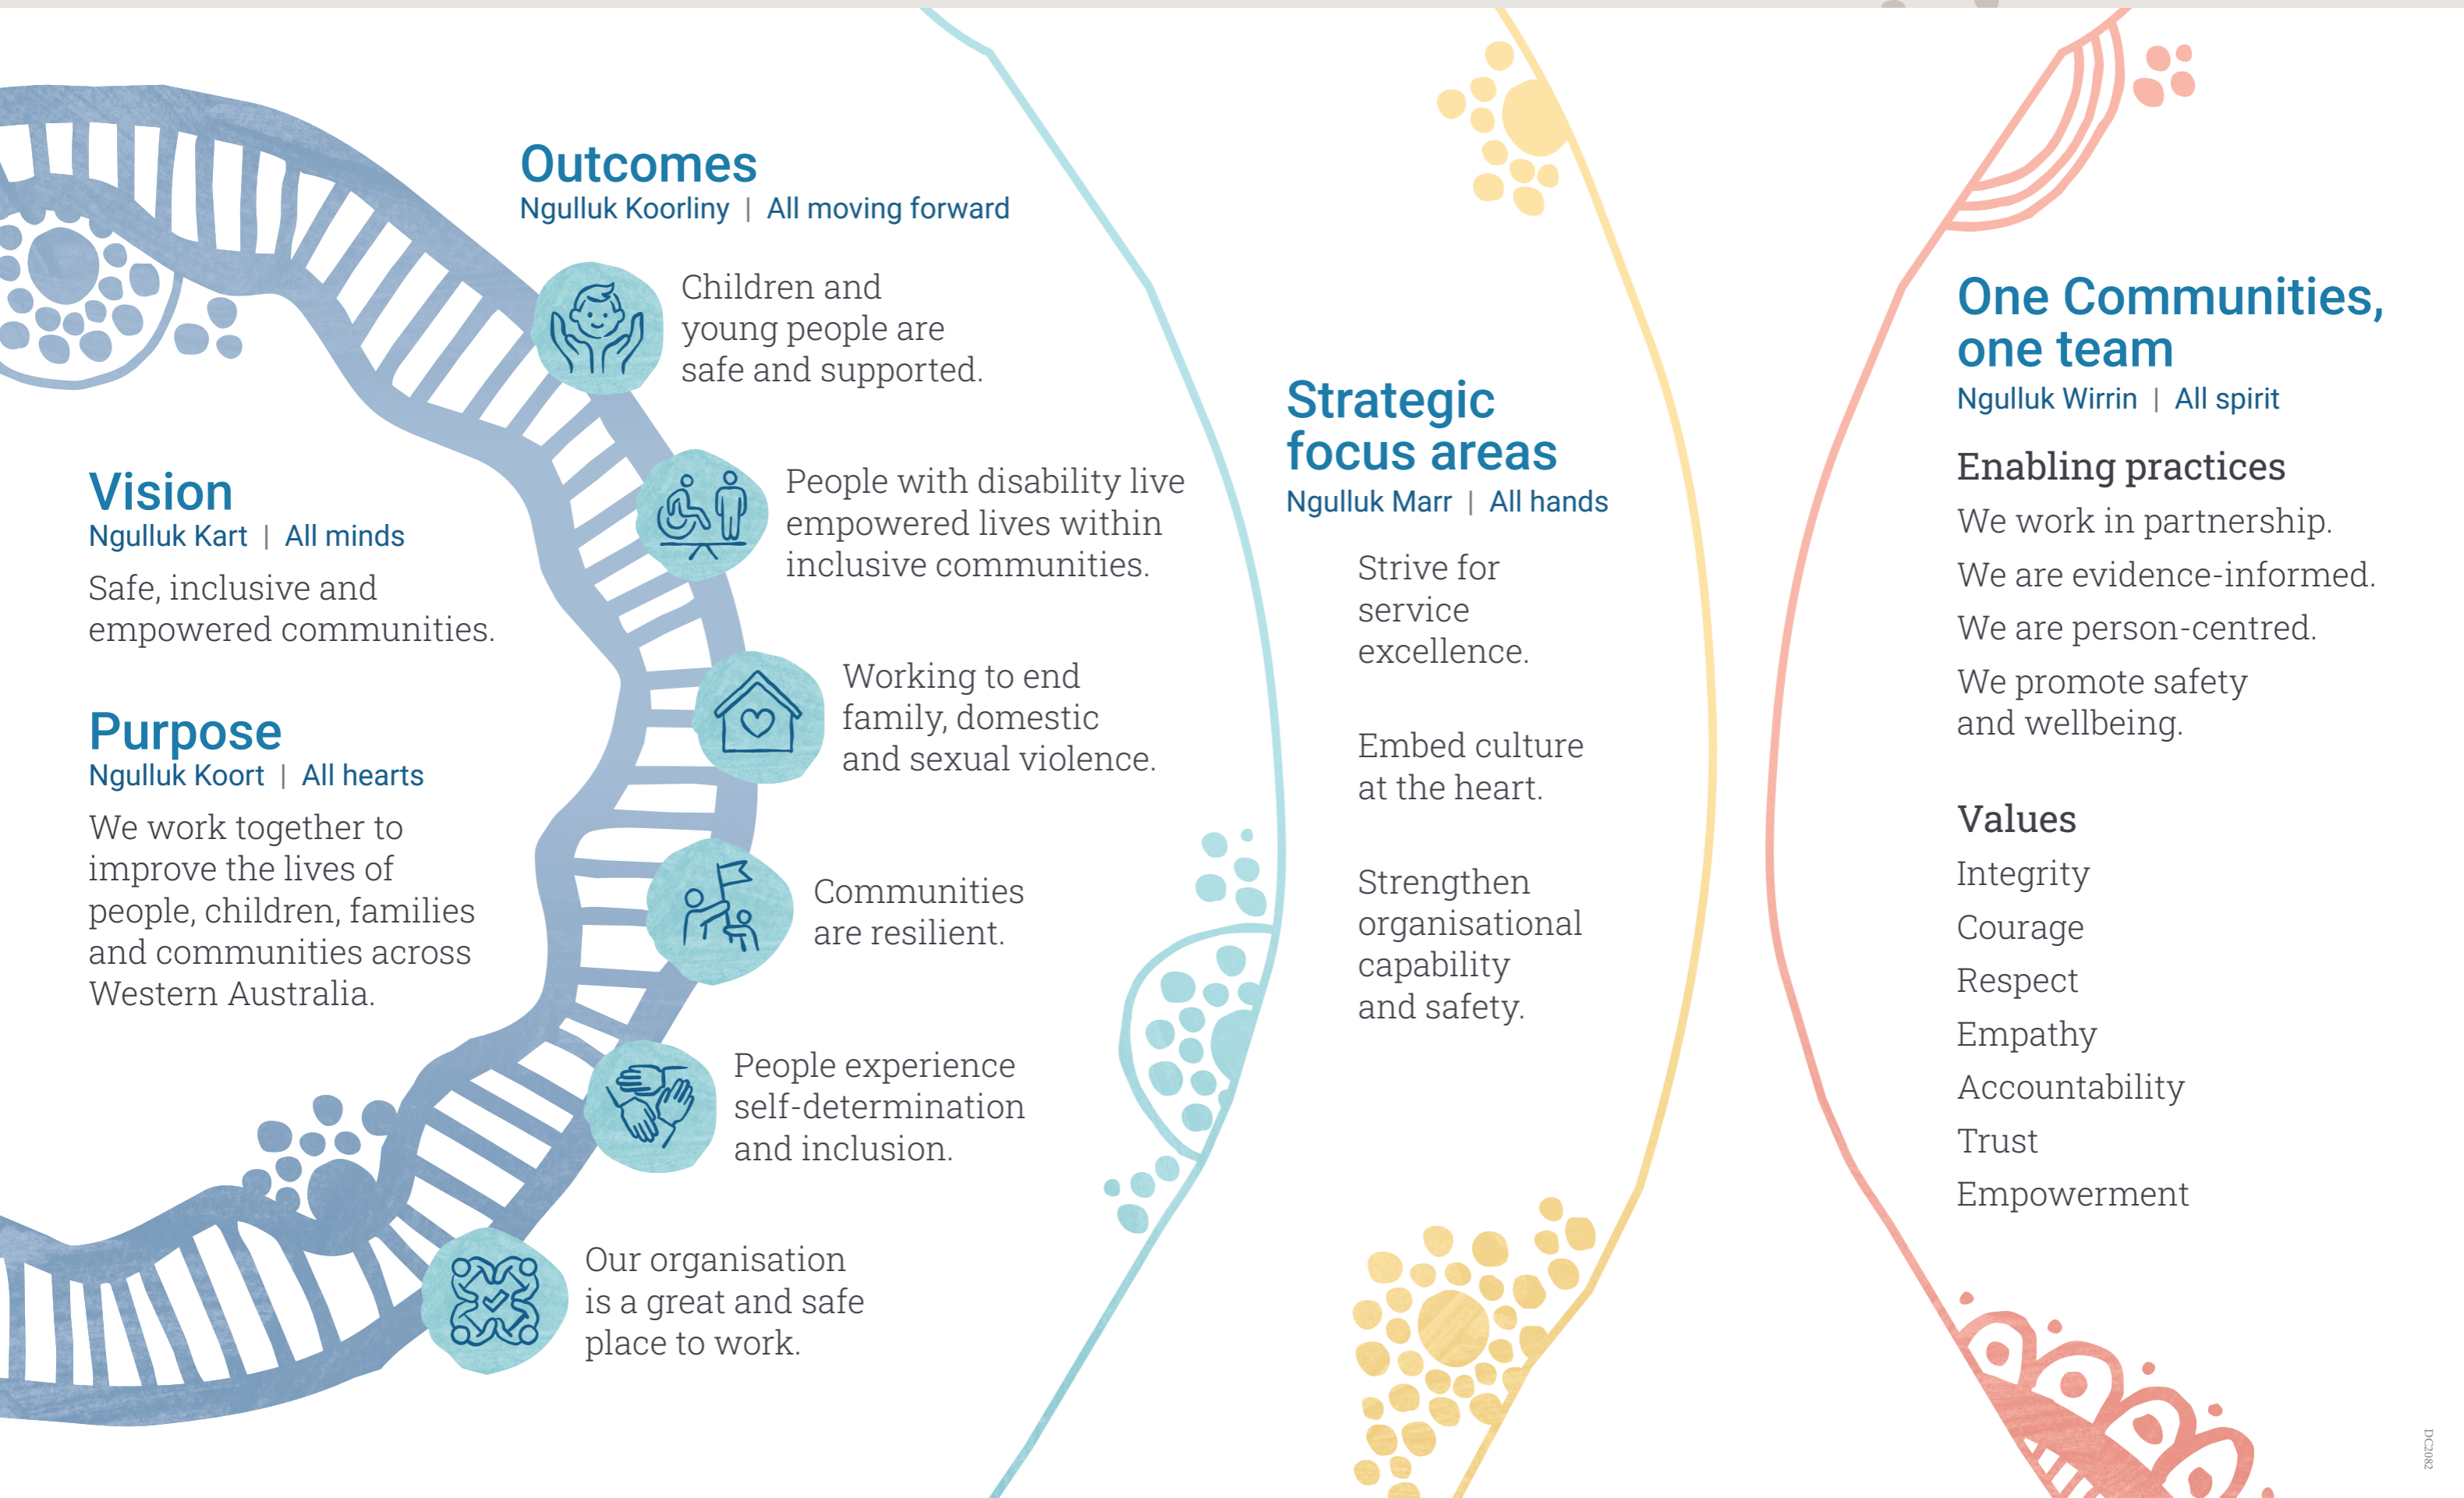 Vision
Ngulluk Kart | All minds
Safe, inclusive and
empowered communities.
Purpose
Ngulluk Koort | All hearts
We work together to
improve the lives of
people, children, families
and communities across
Western Australia.
Outcomes
Ngulluk Koorliny | All moving forward
Children and
young people are
safe and supported.
People with disability live
empowered lives within
inclusive communities.
Working to end
family, domestic
and sexual violence.
Communities
are resilient.
People experience
self-determination
and inclusion.
Our organisation
is a great and safe
place to work.
Strategic
focus areas
Ngulluk Marr | All hands
Strive for
service
excellence.
Embed culture
at the heart.
Strengthen
organisational
capability
and safety.
One Communities,
one team
Ngulluk Wirrin | All spirit
Enabling practices
We work in partnership.
We are evidence-informed.
We are person-centred.
We promote safety
and wellbeing.
Values
Integrity
Courage
Respect
Empathy
Accountability
Trust
Empowerment
DC2082